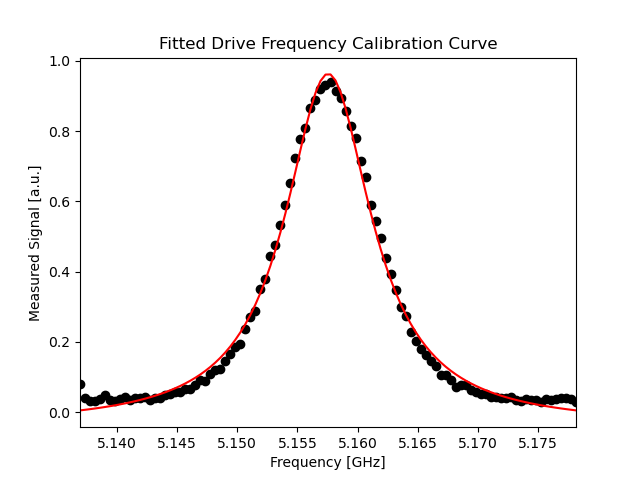 Fitted Drive Frequency Calibration Curve
1.0
0.8
0.6
0.4
0.2
0.0
Measured Signal [a.u.]
5.140 5.145 5.150 5.155 5.160 5.165 5.170 5.175
Frequency [GHz]